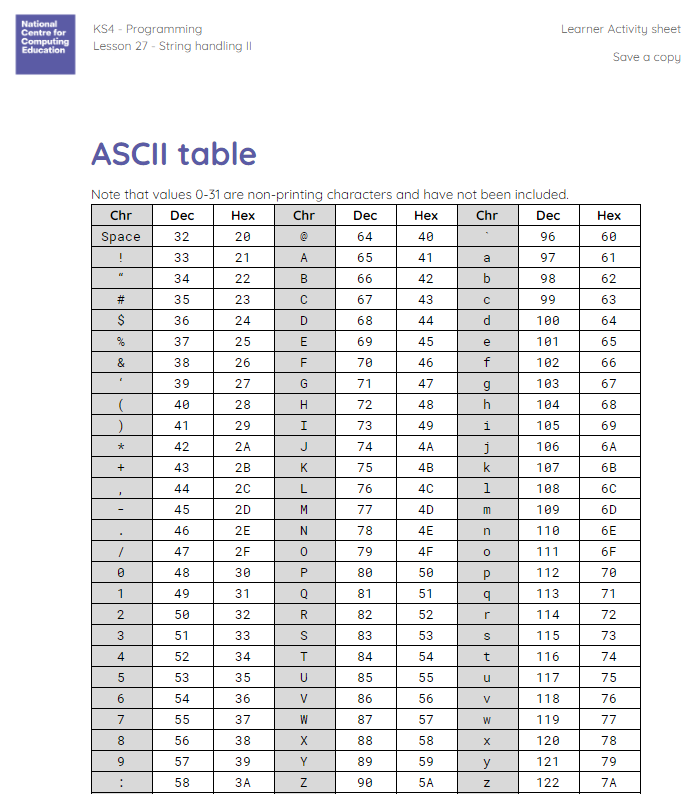 National
Centre for
Computing
Education
KS4 - Programming
Lesson 27 - String handling II
Learner Activity sheet
Save a copy
ASCII table
Note that values 0-31 are non-printing characters and have not been included.
Chr Dec Hex Chr Dec Hex Chr Dec Hex
Space 32 20 @ 64 40 ` 96 60
! 33 21 A 65 41 a 97 61
“ 34 22 B 66 42 b 98 62
# 35 23 C 67 43 c 99 63
$ 36 24 D 68 44 d 100 64
% 37 25 E 69 45 e 101 65
& 38 26 F 70 46 f 102 66
‘ 39 27 G 71 47 g 103 67
( 40 28 H 72 48 h 104 68
) 41 29 I 73 49 i 105 69
* 42 2A J 74 4A j 106 6A
+ 43 2B K 75 4B k 107 6B
, 44 2C L 76 4C l 108 6C
- 45 2D M 77 4D m 109 6D
. 46 2E N 78 4E n 110 6E
/ 47 2F O 79 4F o 111 6F
0 48 30 P 80 50 p 112 70
1 49 31 Q 81 51 q 113 71
2 50 32 R 82 52 r 114 72
3 51 33 S 83 53 s 115 73
4 52 34 T 84 54 t 116 74
5 53 35 U 85 55 u 117 75
6 54 36 V 86 56 v 118 76
7 55 37 W 87 57 w 119 77
8 56 38 X 88 58 x 120 78
9 57 39 Y 89 59 y 121 79
: 58 3A Z 90 5A z 122 7A